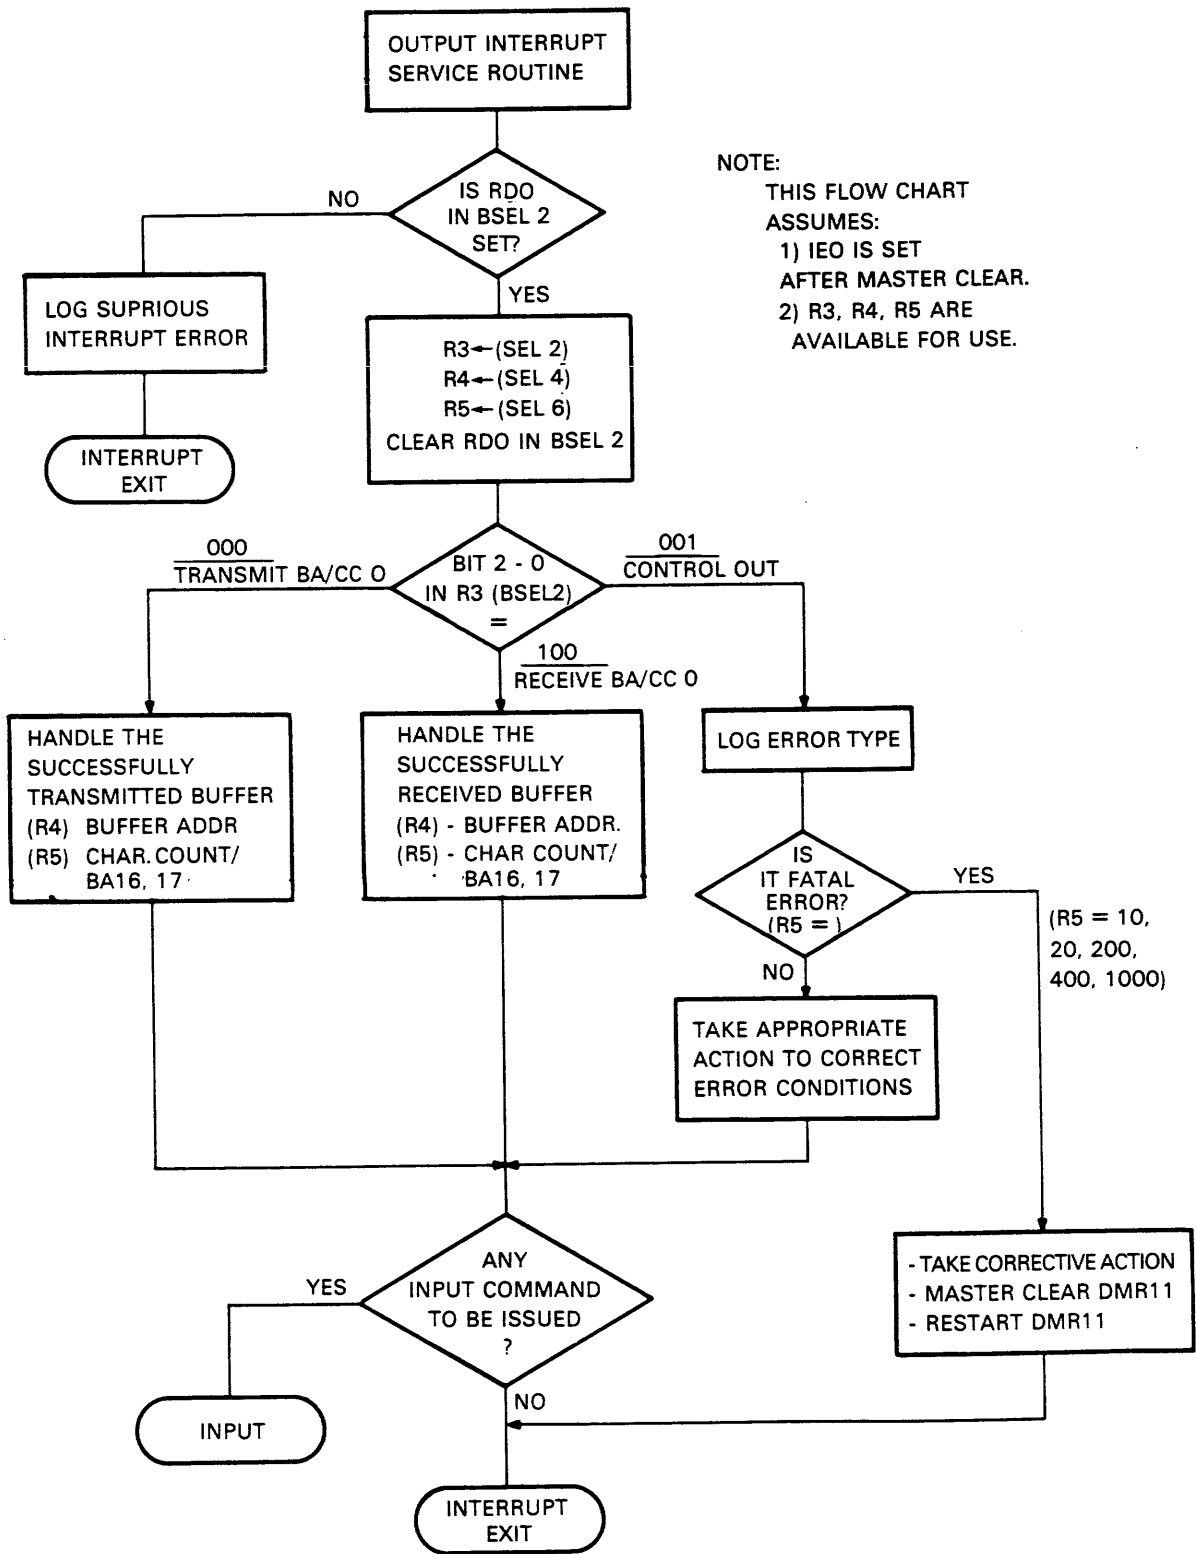 OUTPUT INTERRUPT
SERVICE ROUTINE
NOTE:
THIS FLOW CHART
ASSUMES:
1) IEO IS SET
AFTER MASTER CLEAR.
2) R3, R4, R5 ARE
AVAILABLE FOR USE.
IS RDO
IN BSEL 2
SET?
NO
YES
LOG SUPRIOUS
INTERRUPT ERROR
INTERRUPT
EXIT
R3←(SEL 2)
R4←(SEL 4)
R5←(SEL 6)
CLEAR RDO IN BSEL 2
BIT 2 - 0
IN R3 (BSEL2)
=
000
TRANSMIT BA/CC O
001
CONTROL OUT
100
RECEIVE BA/CC O
HANDLE THE
SUCCESSFULLY
TRANSMITTED BUFFER
(R4) BUFFER ADDR
(R5) CHAR. COUNT/
BA16, 17
HANDLE THE
SUCCESSFULLY
RECEIVED BUFFER
(R4) - BUFFER ADDR.
(R5) - CHAR COUNT/
BA16, 17
LOG ERROR TYPE
IS
IT FATAL
ERROR?
(R5 = )
YES
(R5 = 10,
20, 200,
400, 1000)
NO
TAKE APPROPRIATE
ACTION TO CORRECT
ERROR CONDITIONS
- TAKE CORRECTIVE ACTION
- MASTER CLEAR DMR11
- RESTART DMR11
ANY
INPUT COMMAND
TO BE ISSUED
?
YES
NO
INPUT
INTERRUPT
EXIT